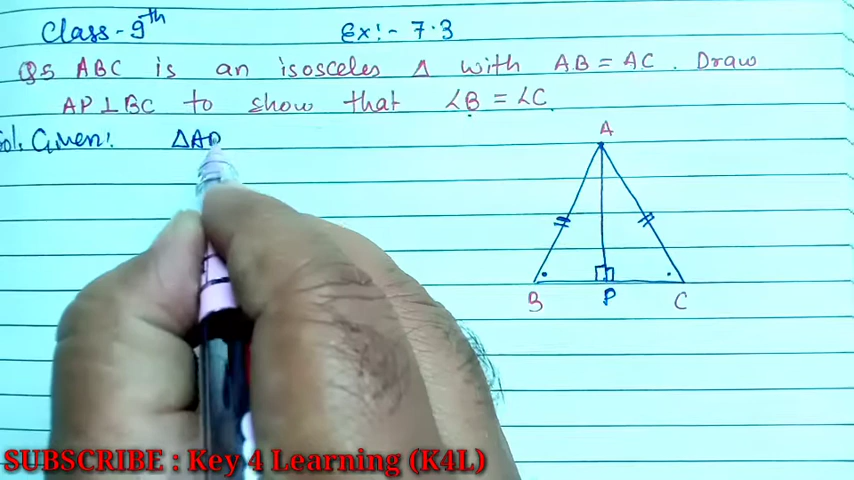 Class-9th Ex:- 7.3
Q5 ABC is an isosceles Δ with AB = AC. Draw
AP⊥BC to show that ∠B = ∠C
Sol. Given: 
A
B P C
SUBSCRIBE : Key 4 Learning (K4L)